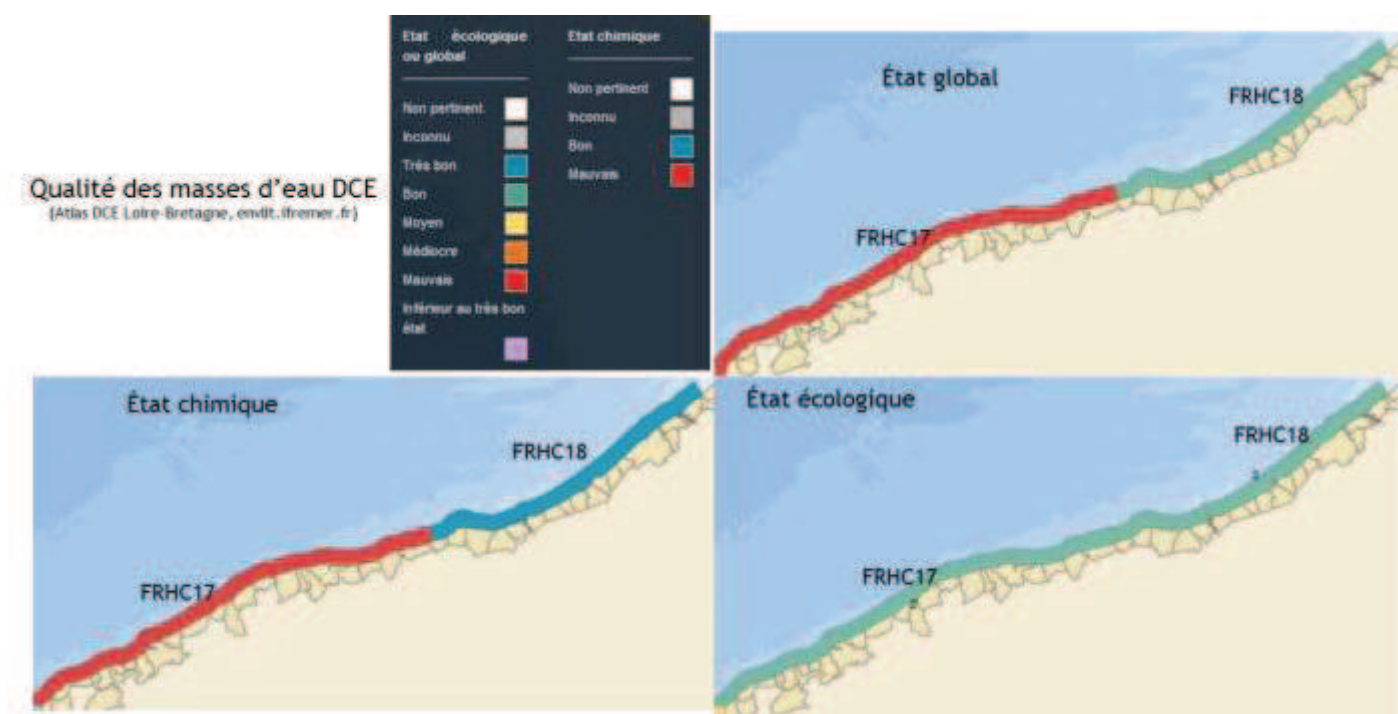 Qualité des masses d'eau DCE
(Atlas DCE Loire-Bretagne, envlit.ifremer.fr)
Etat écologique
ou global
Non pertinent
Inconnu
Très bon
Bon
Moyen
Médiocre
Mauvais
Inférieur au très bon
état
Etat chimique
Non pertinent
Inconnu
Bon
Mauvais
État global
FRHC18
FRHC17
État chimique
FRHC18
FRHC17
État écologique
FRHC18
FRHC17